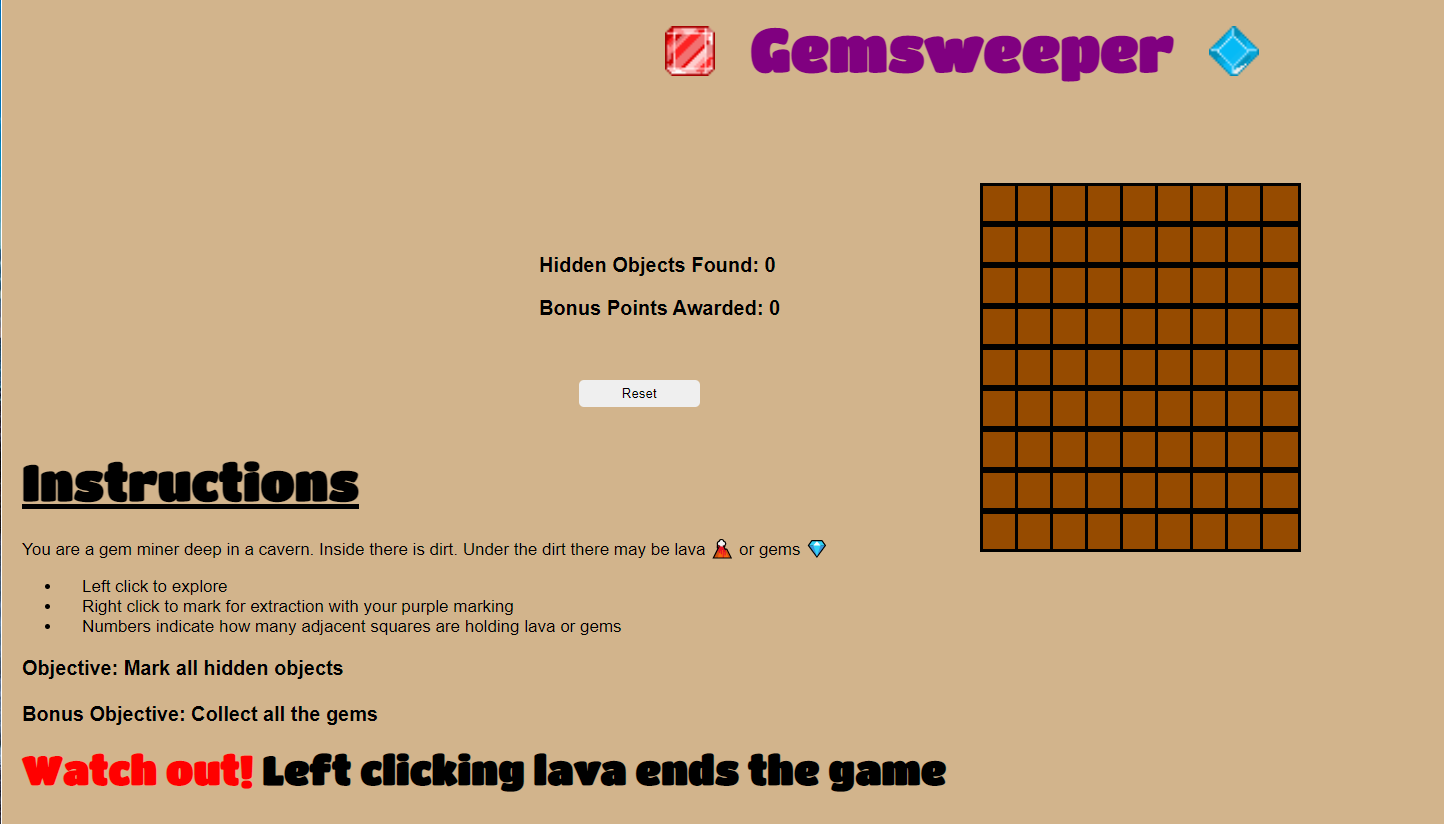 Gemsweeper
Hidden Objects Found: 0
Bonus Points Awarded: 0
Reset
Instructions
You are a gem miner deep in a cavern. Inside there is dirt. Under the dirt there may be lava 🌋 or gems 💎
• Left click to explore
• Right click to mark for extraction with your purple marking
• Numbers indicate how many adjacent squares are holding lava or gems
Objective: Mark all hidden objects
Bonus Objective: Collect all the gems
Watch out! Left clicking lava ends the game